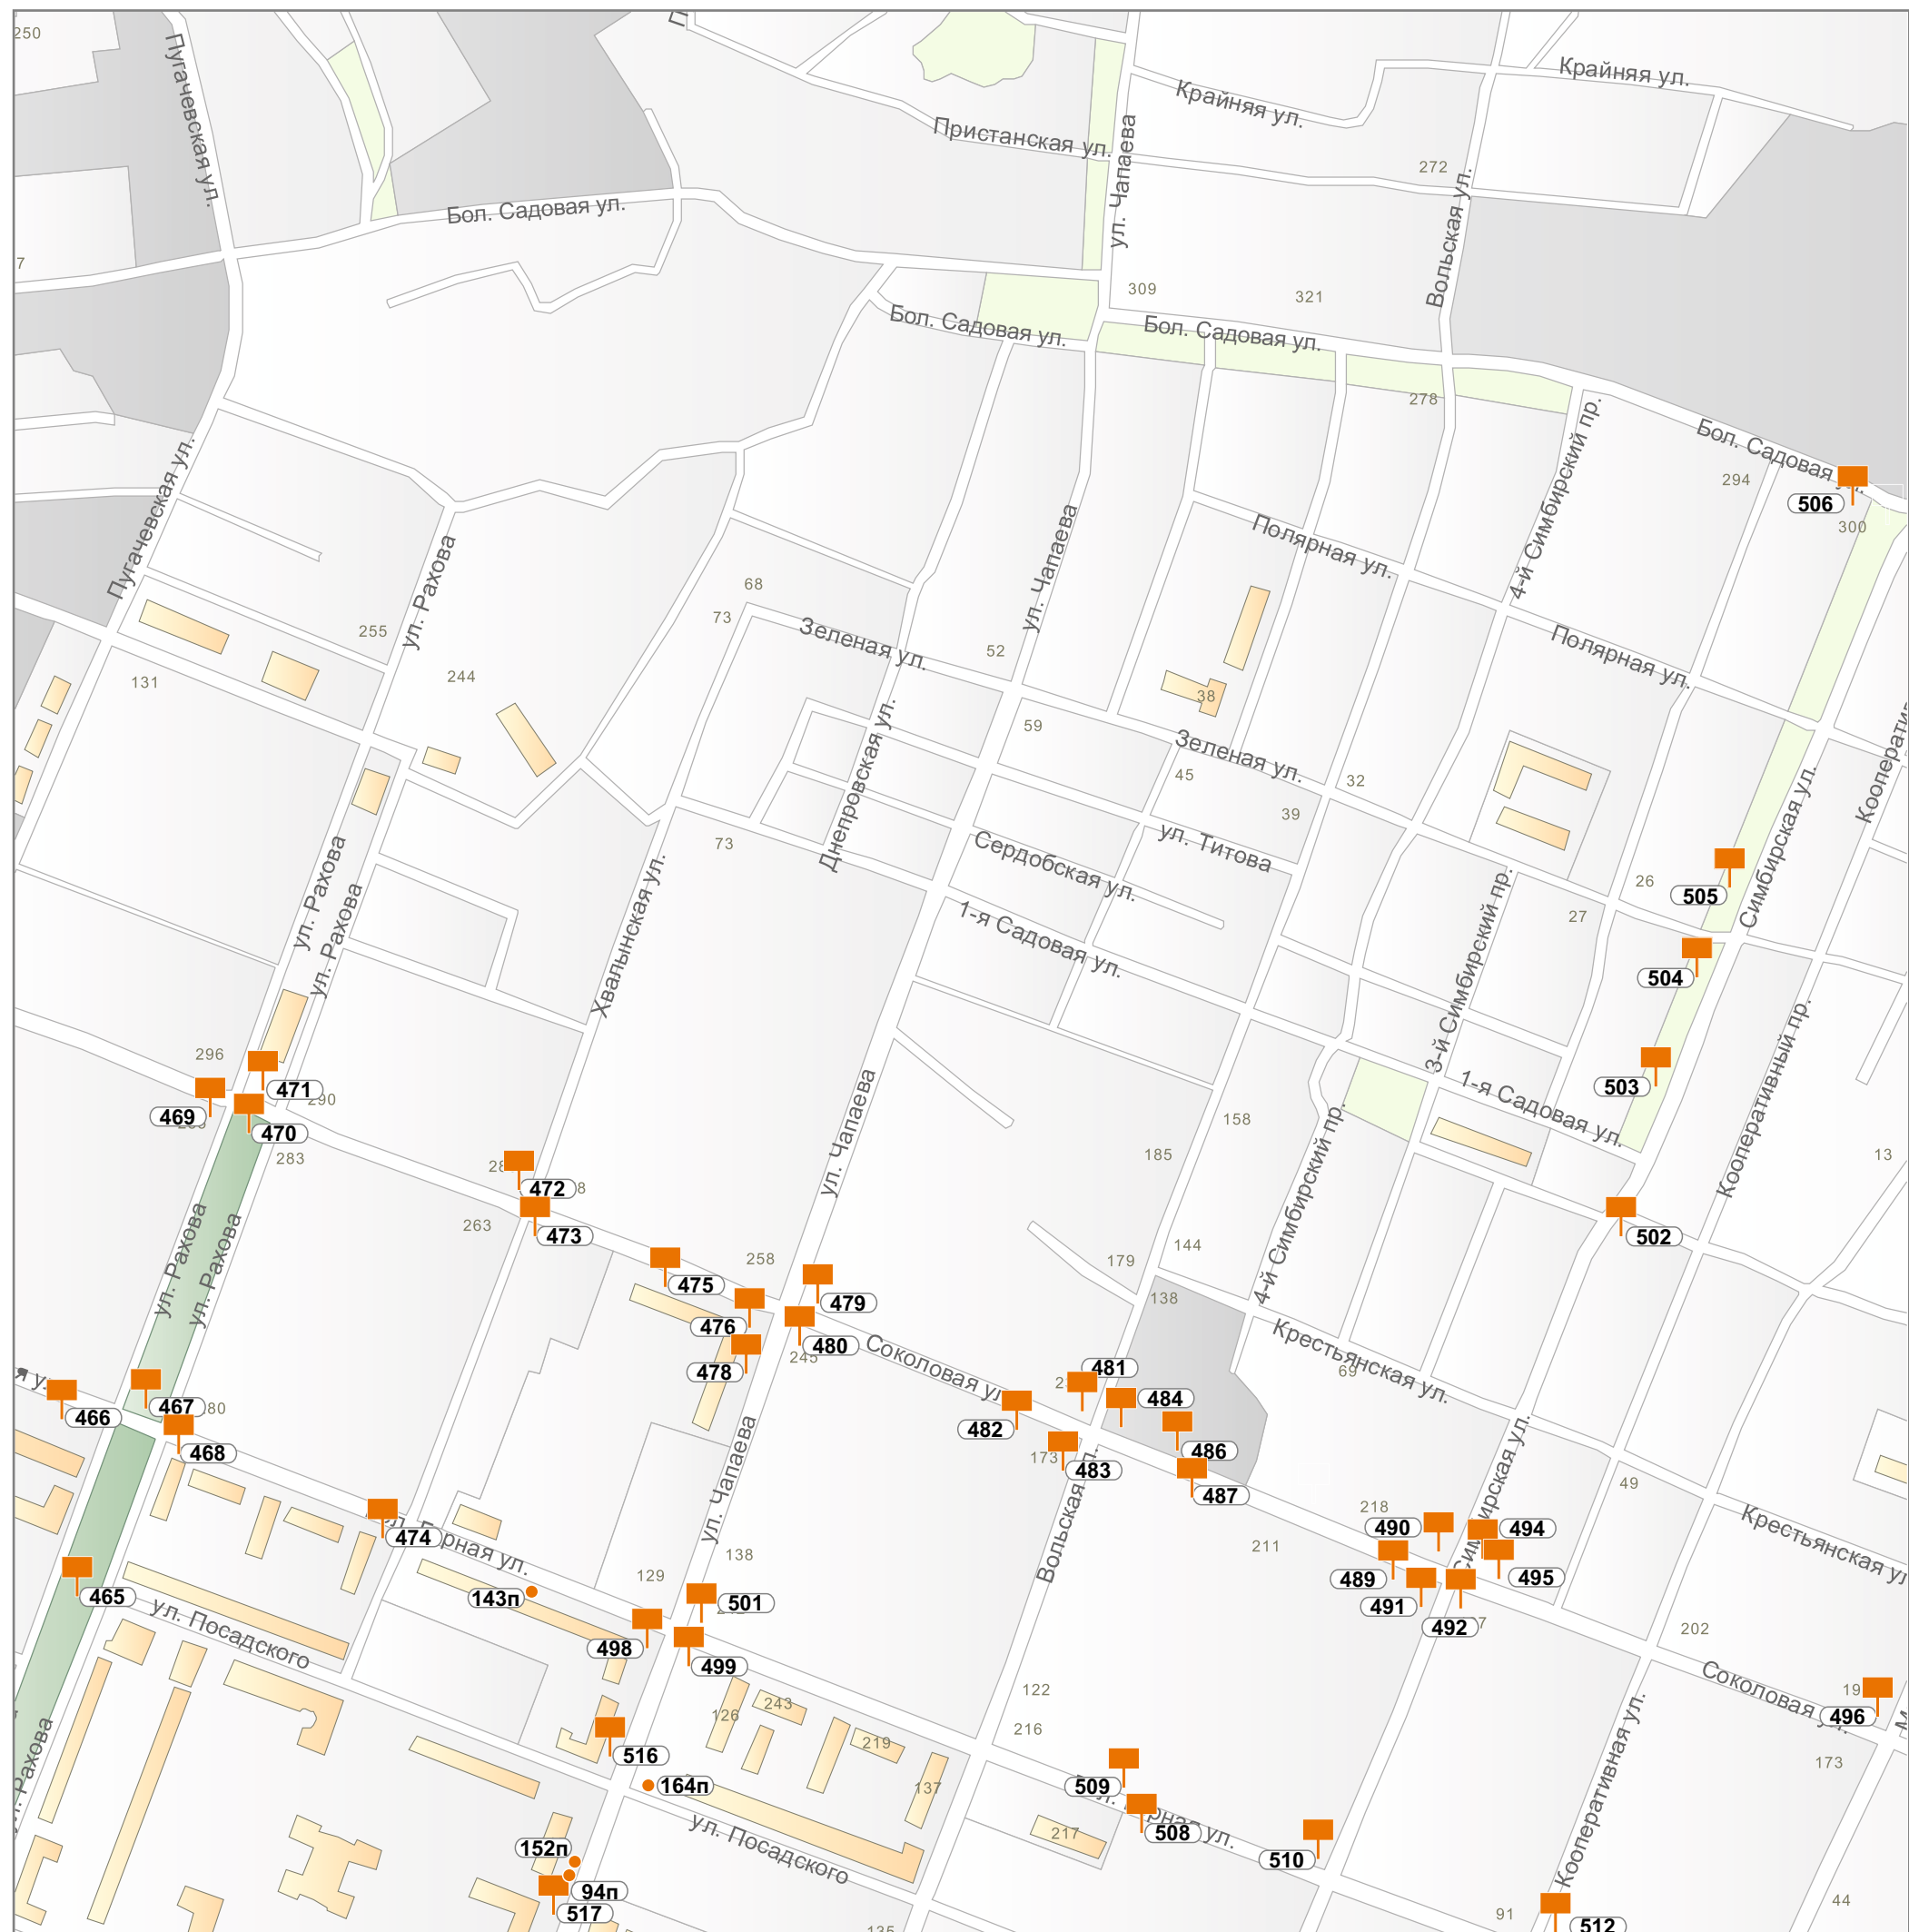 250
Пугачевская ул.
Крайняя ул.
Крайняя ул.
Пристанская ул.
ул. Чапаева
272
Вольская ул.
Бол. Садовая ул.
7
309
321
Бол. Садовая ул.
Бол. Садовая ул.
278
4-й Симбирский пр.
Бол. Садовая ул.
294
506
300
Пугачевская ул.
ул. Рахова
ул. Чапаева
Полярная ул.
68
73
255
Зеленая ул.
52
Полярная ул.
131
244
38
59
Днепровская ул.
Зеленая ул.
45
32
39
Симбирская ул.
73
ул. Рахова
ул. Рахова
Хвалынская ул.
Сердобская ул.
ул. Титова
26
505
27
1-я Садовая ул.
3-й Симбирский пр.
504
Кооперативный пр.
296
471
290
469
470
503
1-я Садовая ул.
ул. Чапаева
158
283
185
4-й Симбирский пр.
13
472
473
263
502
ул. Рахова
ул. Рахова
258
179
144
475
479
138
476
480
245
478
Соколовая ул.
Крестьянская ул.
69
481
484
466
467
468
482
483
173
486
487
49
ул. Чапаева
Вольская ул.
Симбирская ул.
218
490
494
474
211
489
495
491
492
Крестьянская ул.
138
129
143п
465
501
498
499
ул. Посадского
202
Соколовая ул.
496
122
243
126
216
219
173
516
164п
137
509
508
ул. Рахова
Кооперативная ул.
ул. Посадского
217
510
152п
94п
517
44
91
512
135